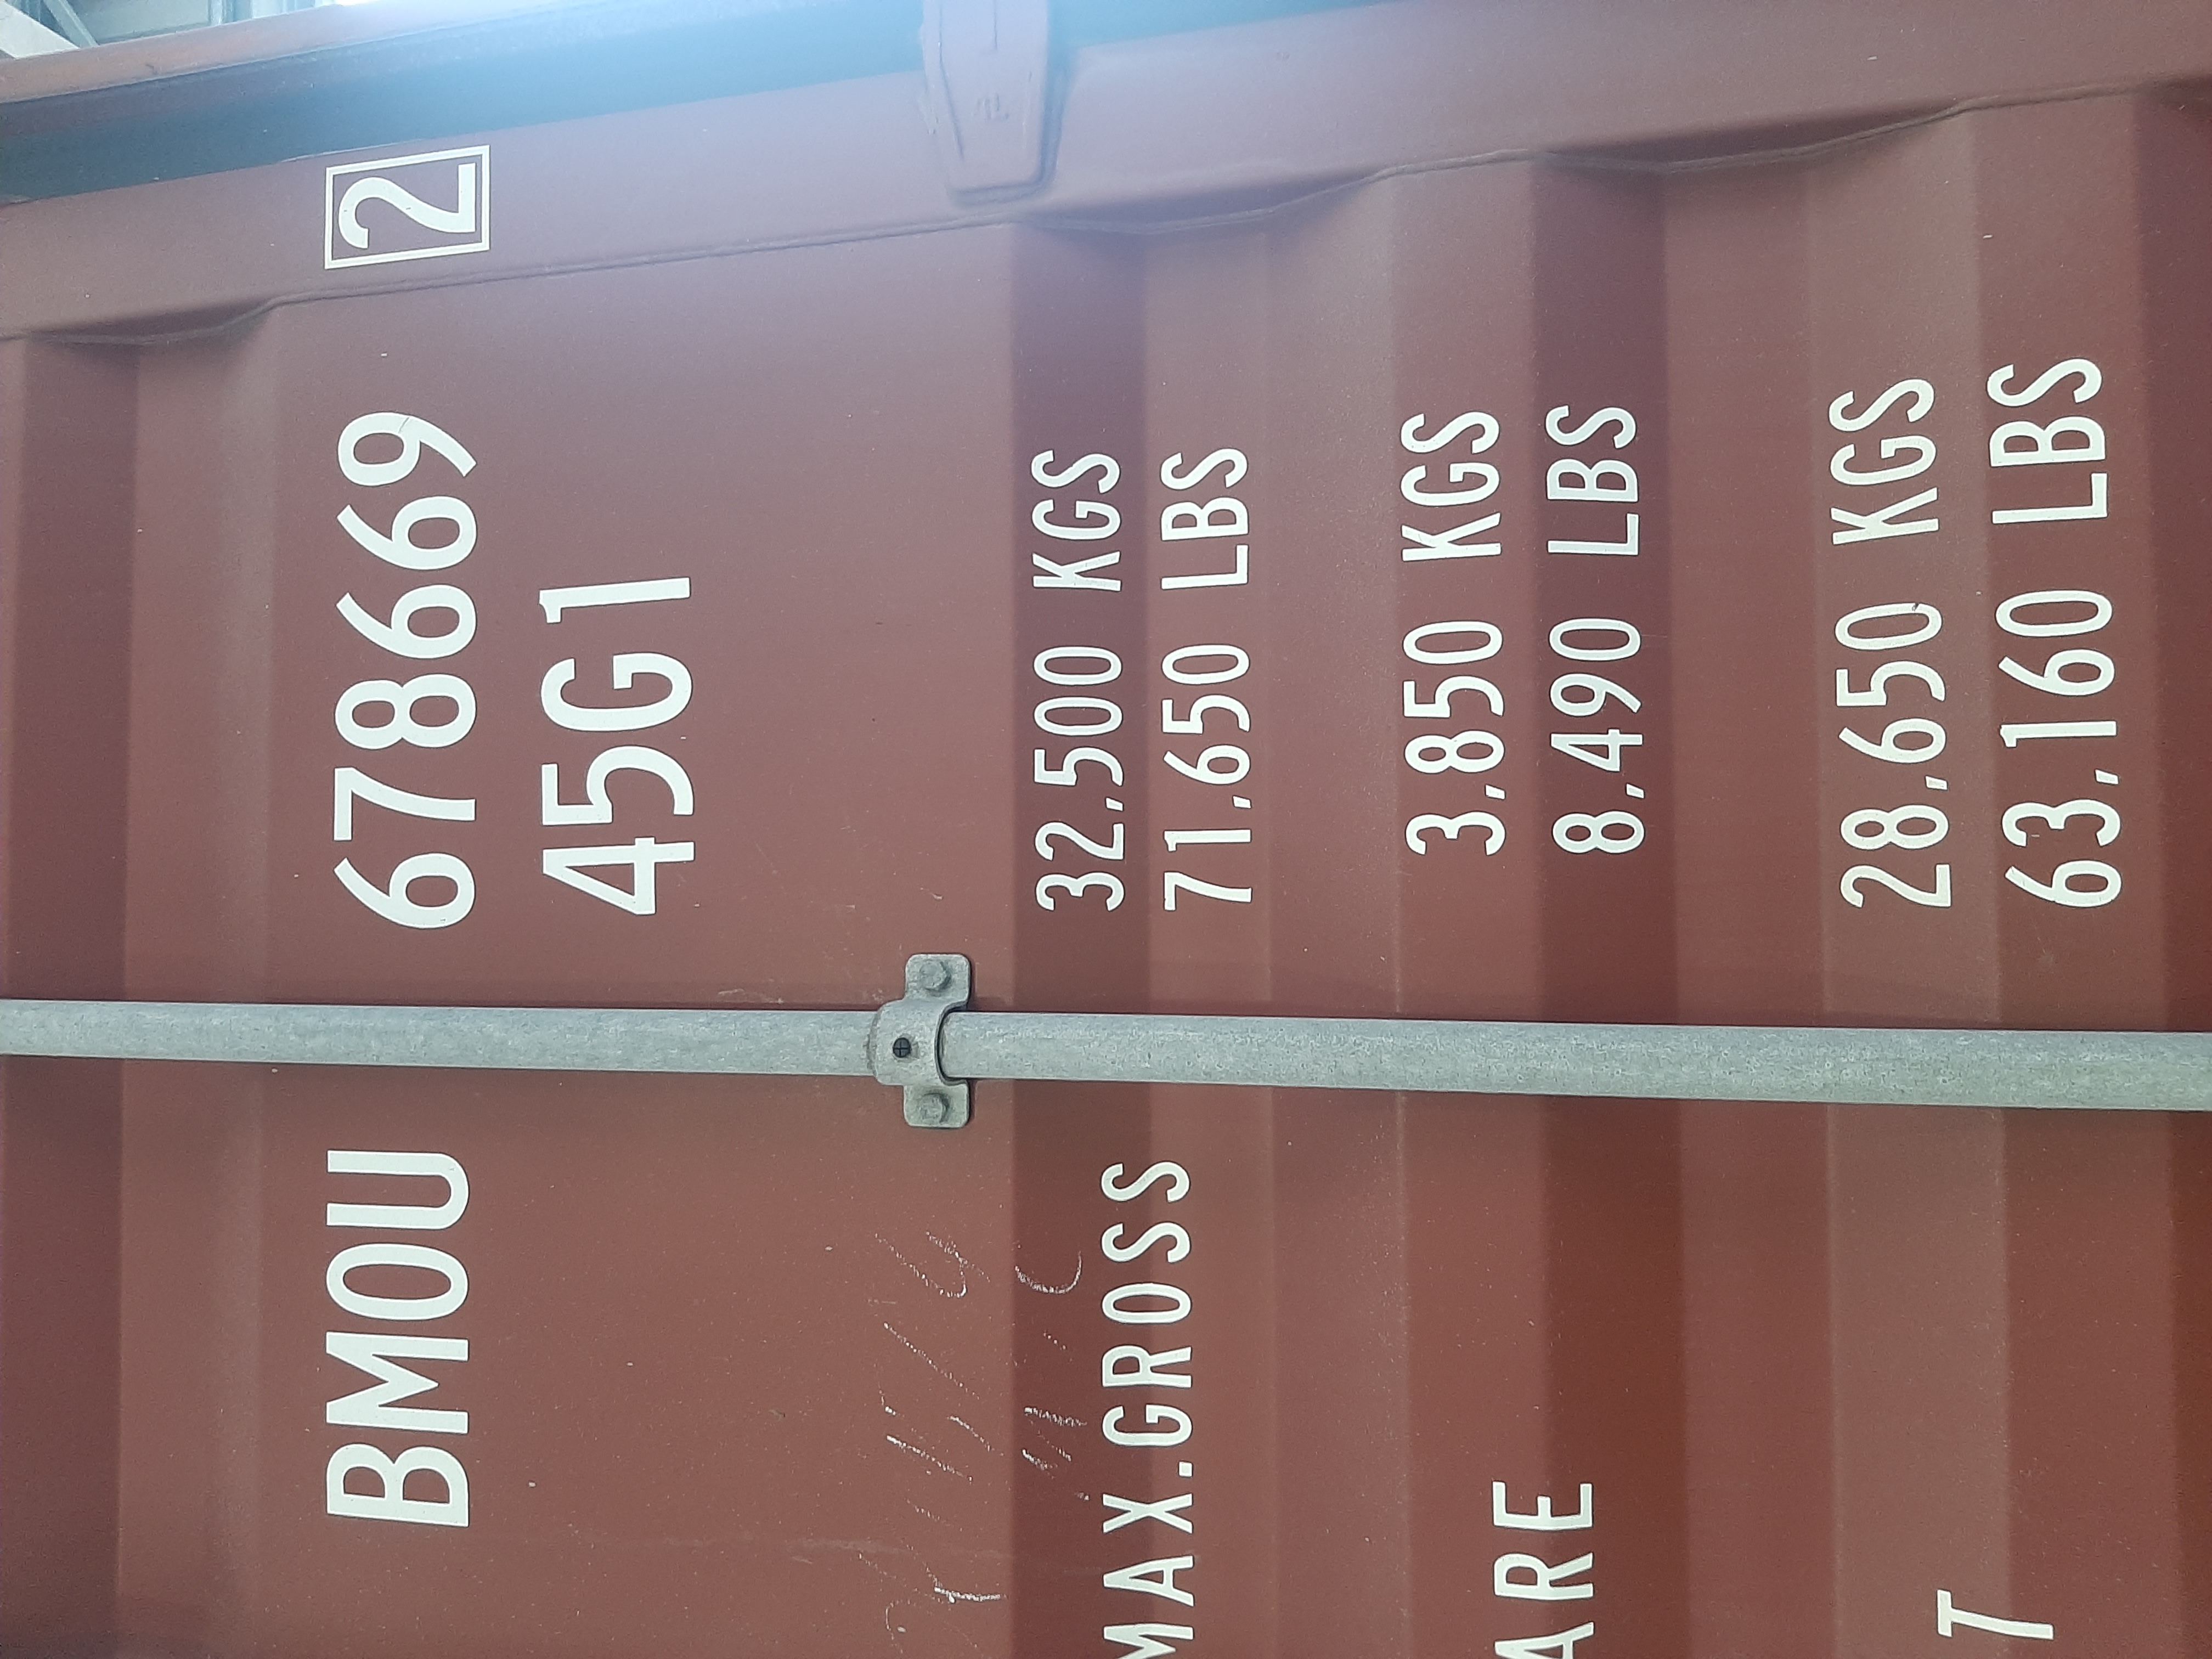 BMOU 678669 2
45G1
MAX.GROSS 32.500 KGS
71,650 LBS
ARE 3,850 KGS
8,490 LBS
T 28,650 KGS
63,160 LBS